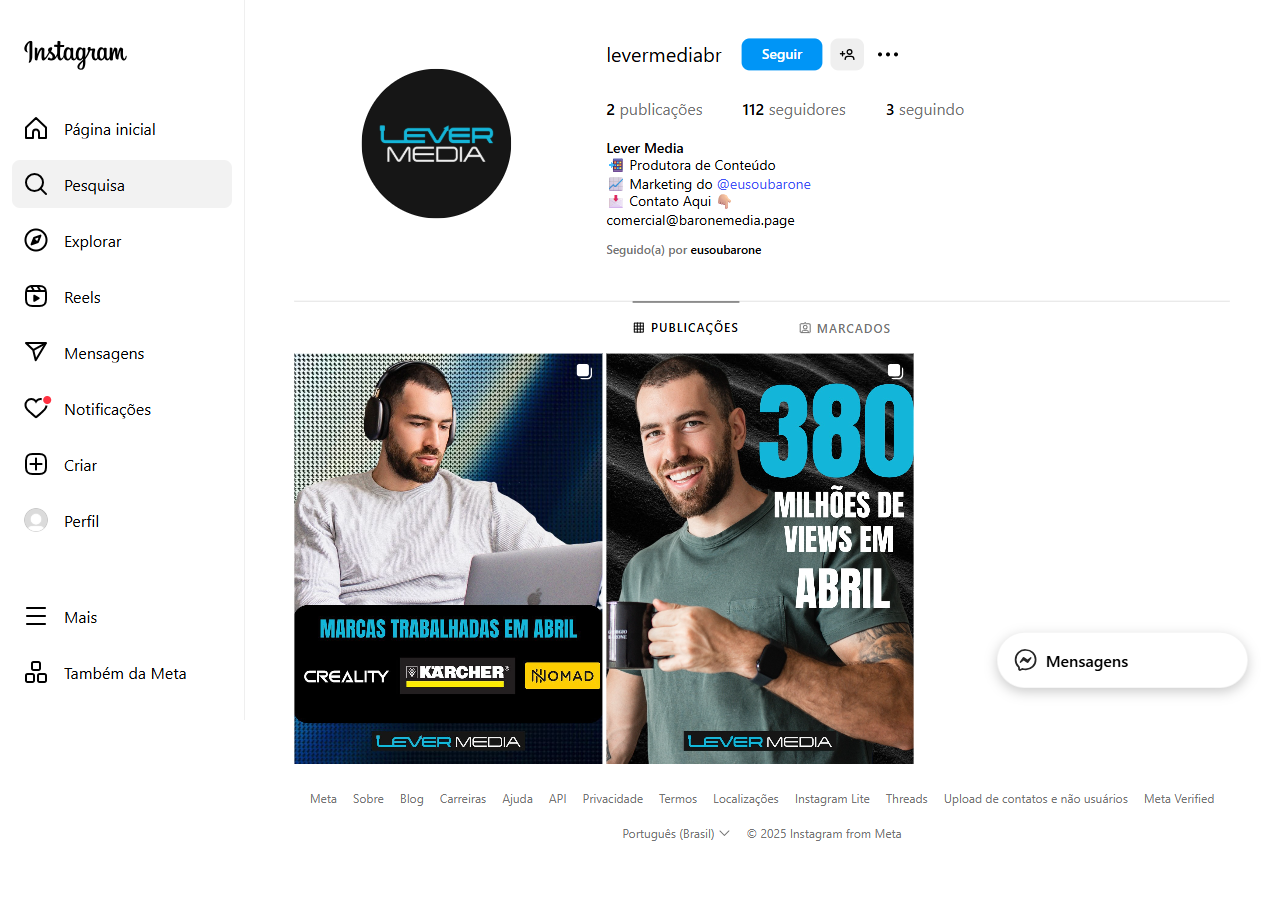 Instagram
Página inicial
Pesquisa
Explorar
Reels
Mensagens
Notificações
Criar
Perfil
Mais
Também da Meta
LEVER
MEDIA
levermediabr Seguir
2 publicações 112 seguidores 3 seguindo
Lever Media
📲 Produtora de Conteúdo
📈 Marketing do @eusoubarone
📩 Contato Aqui 👇🏼
comercial@baronemedia.page
Seguido(a) por eusoubarone
PUBLICAÇÕES MARCADOS
MARCAS TRABALHADAS EM ABRIL
CREALITY KÄRCHER NOMAD
LEVER MEDIA
380
MILHÕES DE
VIEWS EM
ABRIL
BARONE
LEVER MEDIA
Mensagens
Meta Sobre Blog Carreiras Ajuda API Privacidade Termos Localizações Instagram Lite Threads Upload de contatos e não usuários Meta Verified
Português (Brasil) © 2025 Instagram from Meta